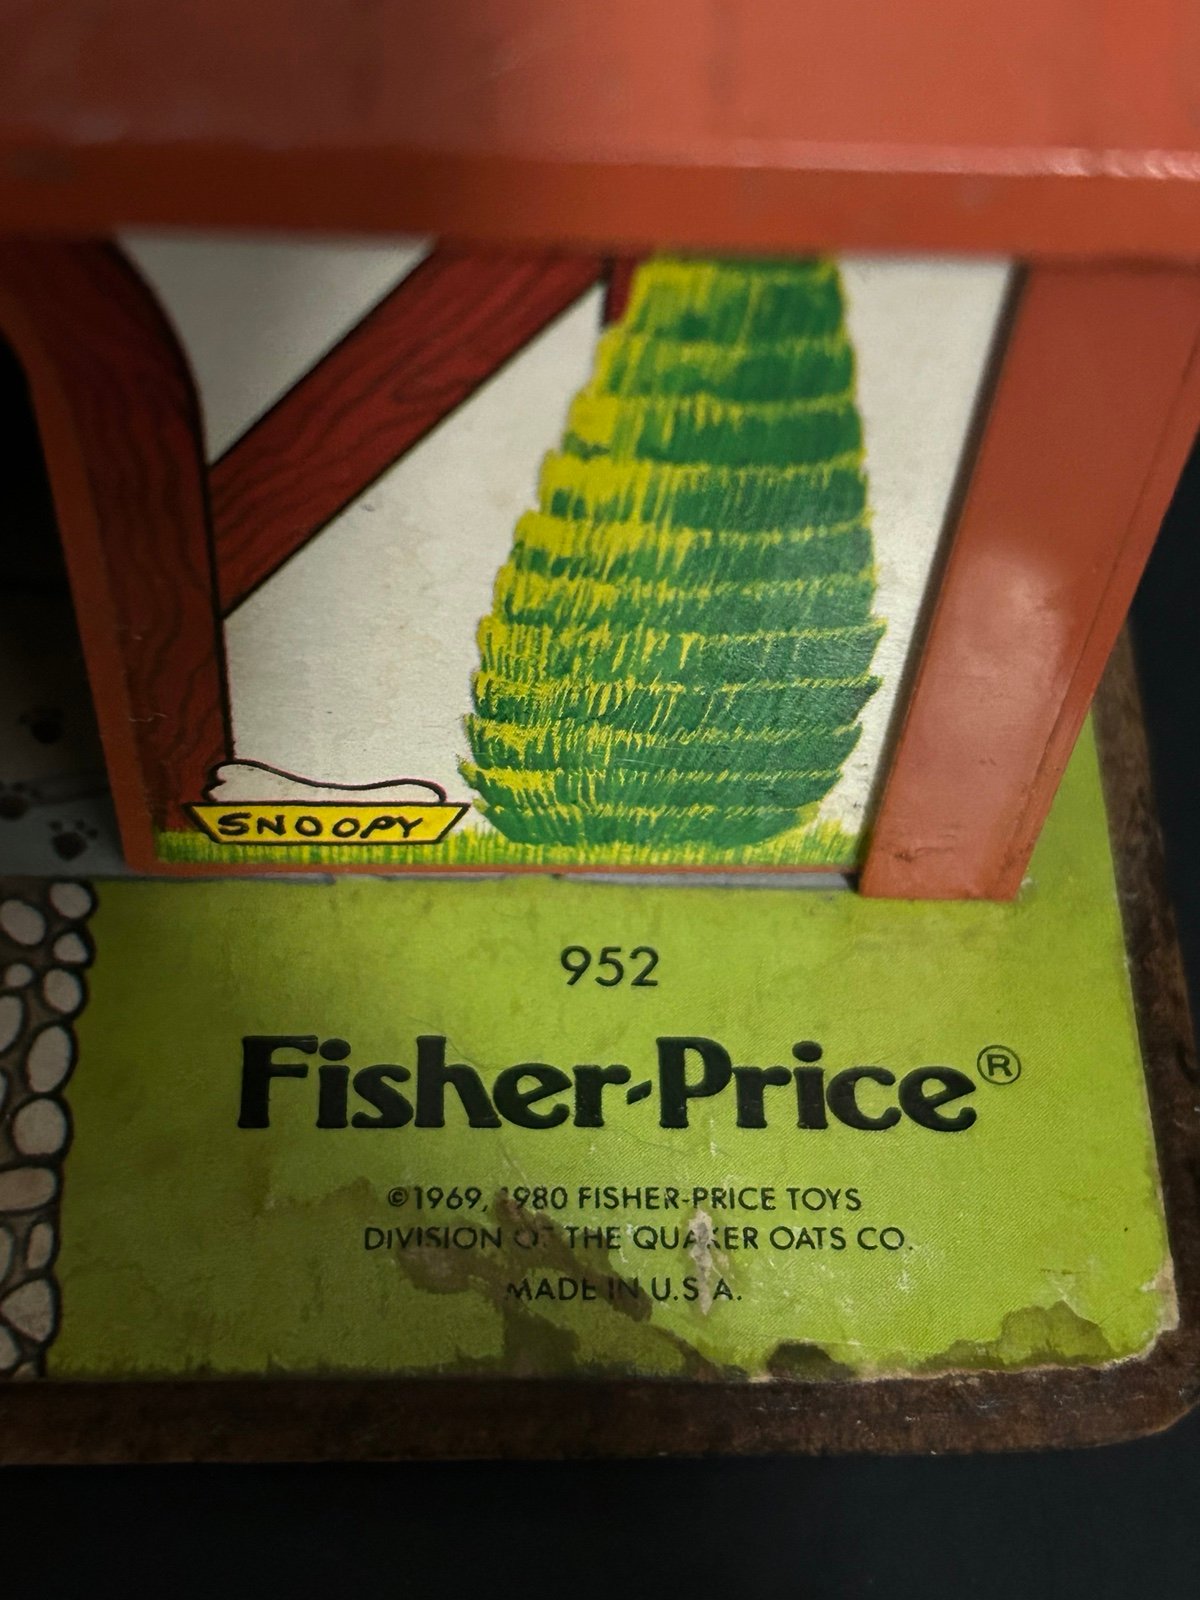 SNOOPY
952
Fisher-Price®
©1969, 1980 FISHER-PRICE TOYS
DIVISION OF THE QUAKER OATS CO.
MADE IN U.S.A.